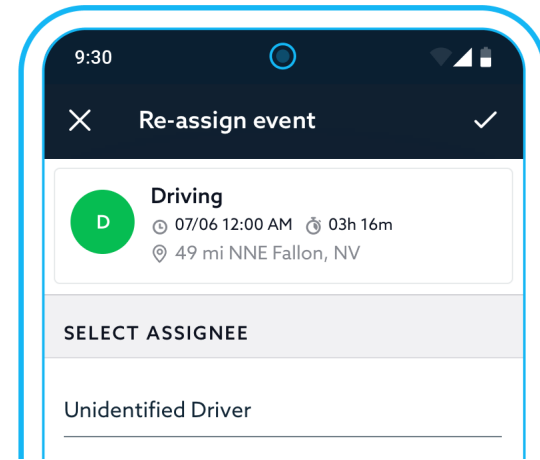 9:30
Re-assign event
Driving
D
07/06 12:00 AM 03h 16m
49 mi NNE Fallon, NV
SELECT ASSIGNEE
Unidentified Driver